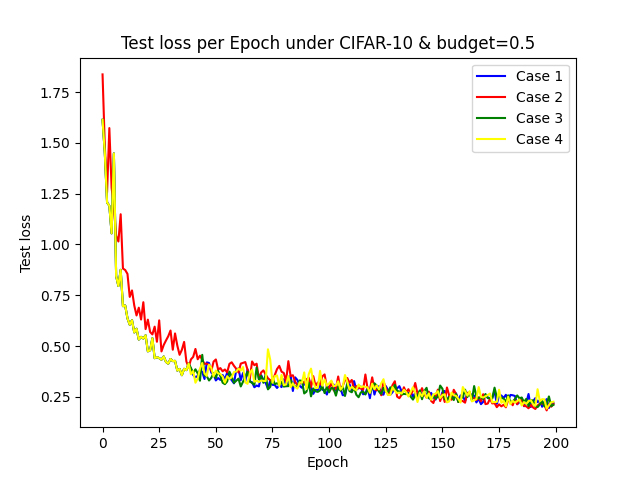 Test loss per Epoch under CIFAR-10 & budget=0.5
Case 1
Case 2
Case 3
Case 4
1.75
1.50
1.25
1.00
0.75
0.50
0.25
Test loss
0 25 50 75 100 125 150 175 200
Epoch